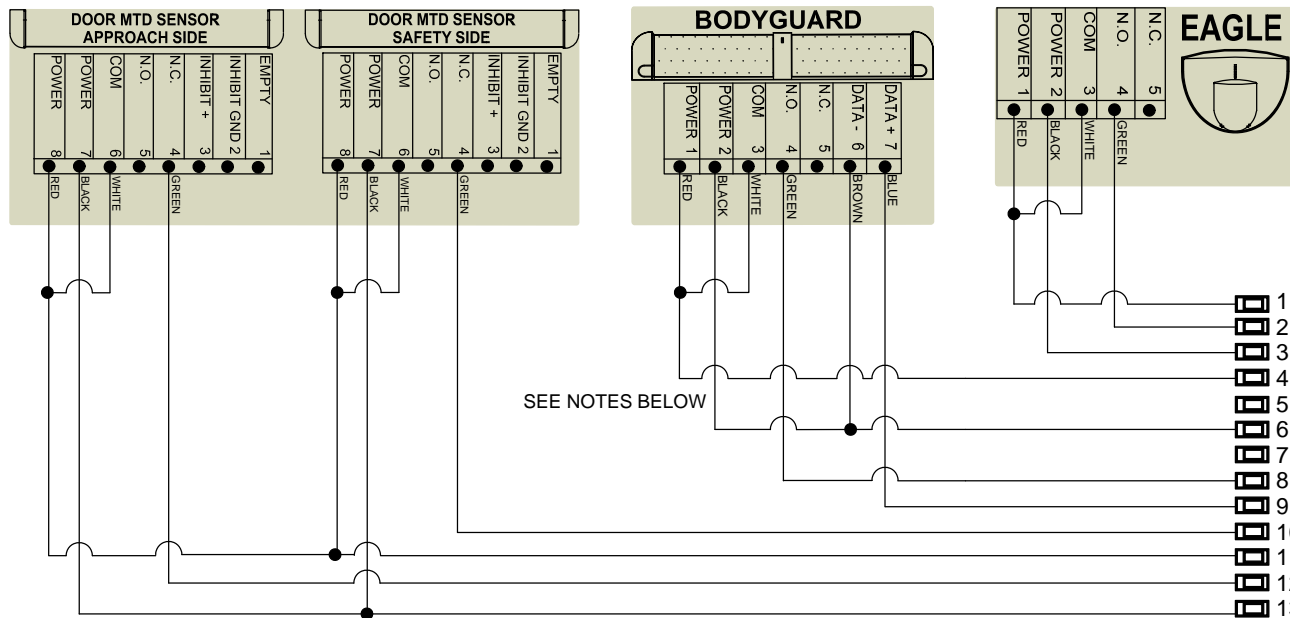 DOOR MTD SENSOR
APPROACH SIDE
POWER 8
POWER 7
COM 6
N.O. 5
N.C. 4
INHIBIT + 3
INHIBIT GND 2
EMPTY 1
RED
BLACK
WHITE
GREEN
DOOR MTD SENSOR
SAFETY SIDE
POWER 8
POWER 7
COM 6
N.O. 5
N.C. 4
INHIBIT + 3
INHIBIT GND 2
EMPTY 1
RED
BLACK
WHITE
GREEN
BODYGUARD
POWER 1
POWER 2
COM 3
N.O. 4
N.C. 5
DATA - 6
DATA + 7
RED
BLACK
WHITE
GREEN
BROWN
BLUE
EAGLE
POWER 1
POWER 2
COM 3
N.O. 4
N.C. 5
RED
BLACK
WHITE
GREEN
SEE NOTES BELOW
1
2
3
4
5
6
7
8
9